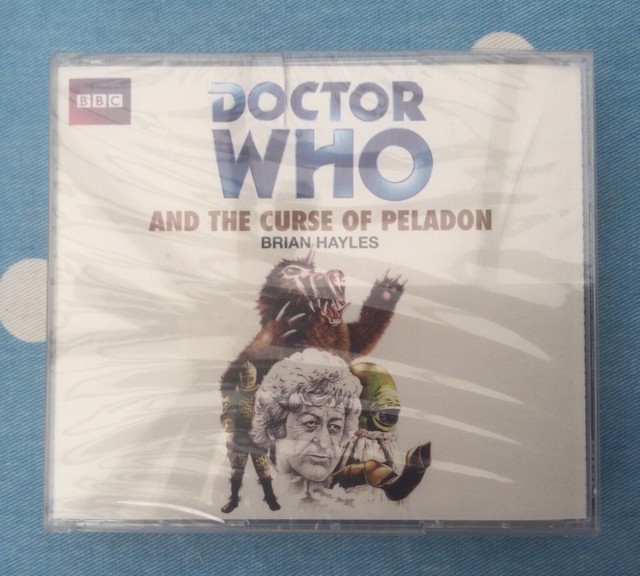 BBC
DOCTOR
WHO
AND THE CURSE OF PELADON
BRIAN HAYLES